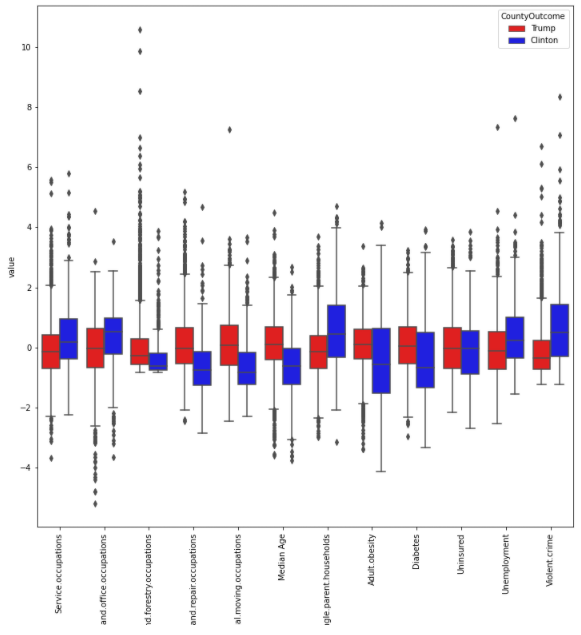 CountyOutcome
Trump
Clinton
10
8
6
4
2
0
−2
−4
value
Service.occupations
and.office.occupations
nd.forestry.occupations
and.repair.occupations
al.moving.occupations
Median Age
ngle.parent.households
Adult.obesity
Diabetes
Uninsured
Unemployment
Violent.crime